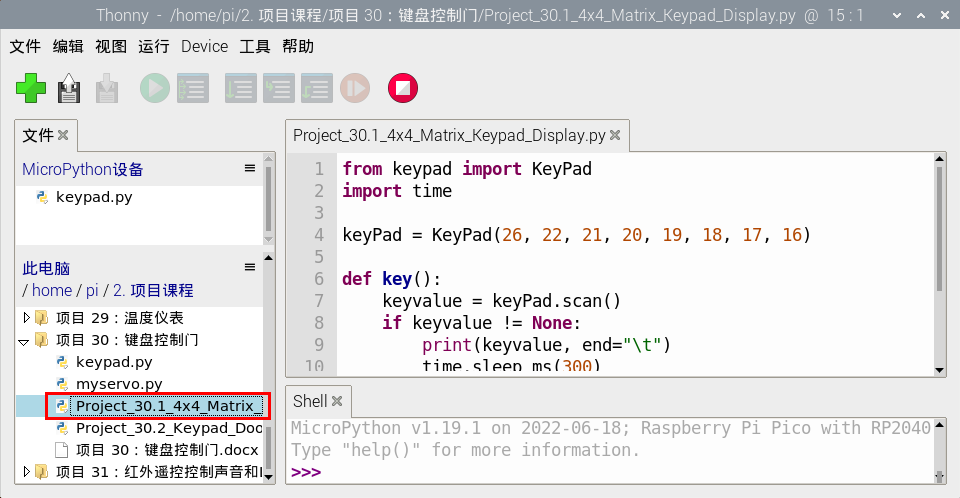 Thonny - /home/pi/2. 项目课程/项目 30：键盘控制门/Project_30.1_4x4_Matrix_Keypad_Display.py @ 15 : 1
文件 编辑 视图 运行 Device 工具 帮助
文件
MicroPython设备
keypad.py
此电脑
/ home / pi / 2. 项目课程
项目 29：温度仪表
项目 30：键盘控制门
keypad.py
myservo.py
Project_30.1_4x4_Matrix_
Project_30.2_Keypad_Doo
项目 30：键盘控制门.docx
项目 31：红外遥控控制声音和
Project_30.1_4x4_Matrix_Keypad_Display.py
1 from keypad import KeyPad
2 import time
3
4 keyPad = KeyPad(26, 22, 21, 20, 19, 18, 17, 16)
5
6 def key():
7 keyvalue = keyPad.scan()
8 if keyvalue != None:
9 print(keyvalue, end="\t")
10 time.sleep_ms(300)
Shell
MicroPython v1.19.1 on 2022-06-18; Raspberry Pi Pico with RP2040
Type "help()" for more information.
>>>